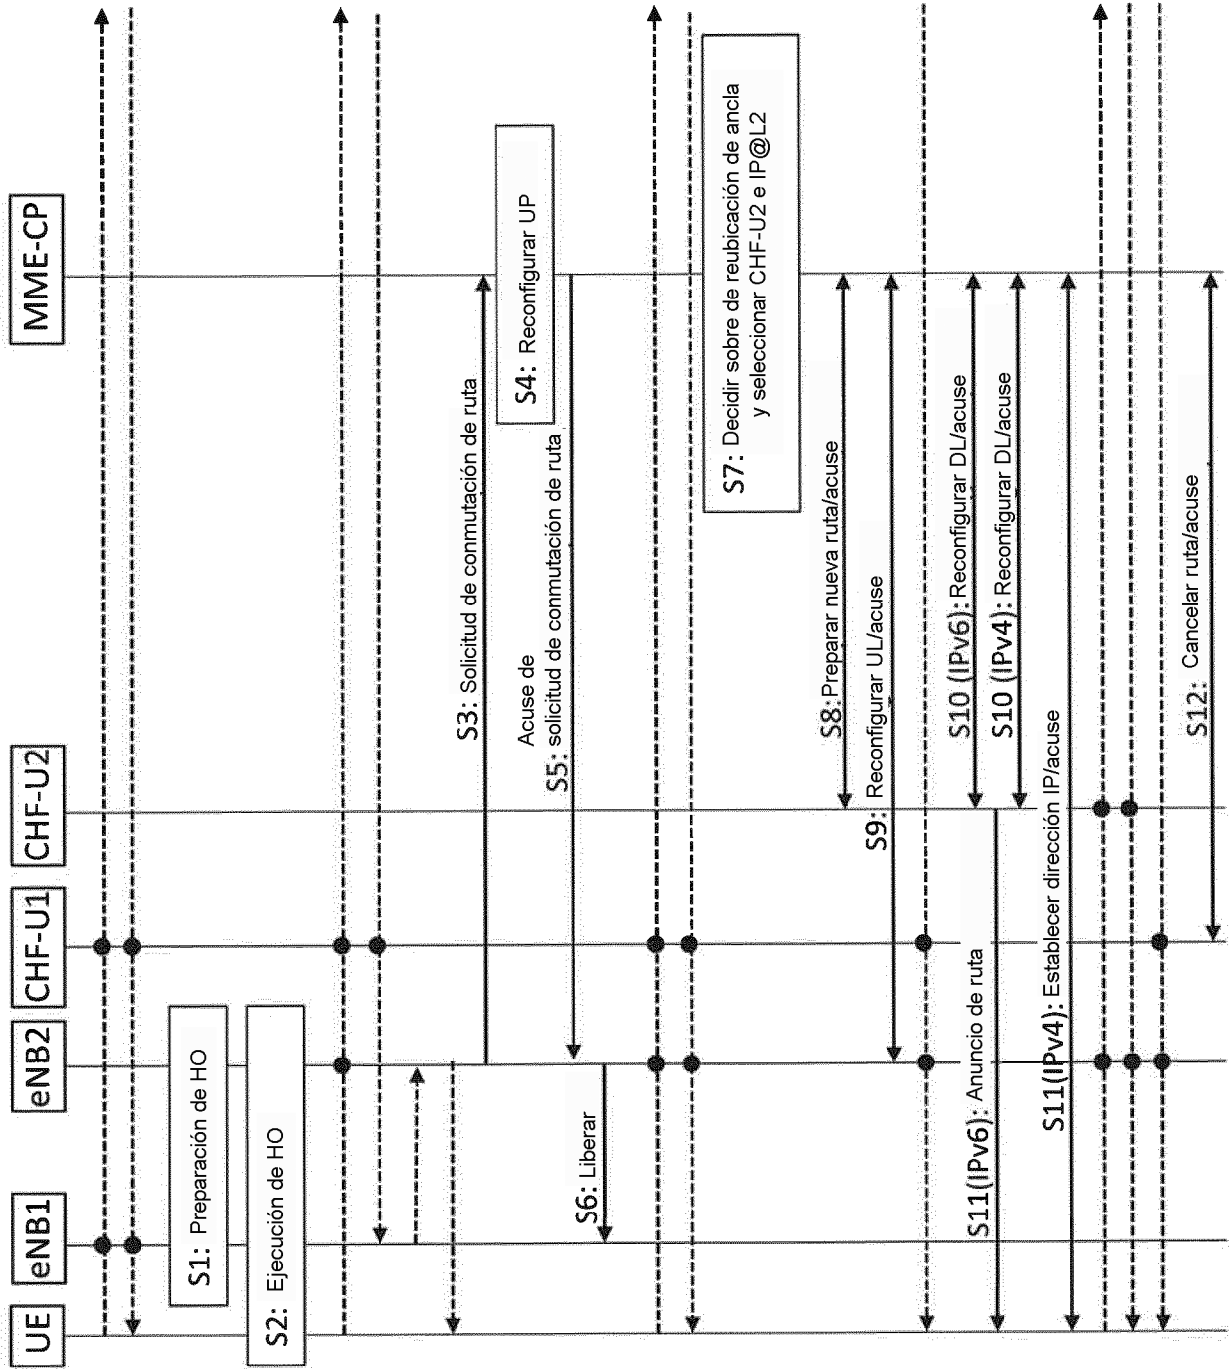 UE
eNB1
eNB2
CHF-U1
CHF-U2
MME-CP
S1: Preparación de HO
S2: Ejecución de HO
S3: Solicitud de conmutación de ruta
S4: Reconfigurar UP
Acuse de
S5: solicitud de conmutación de ruta
S6: Liberar
S7: Decidir sobre de reubicación de ancla
y seleccionar CHF-U2 e IP@L2
S8: Preparar nueva ruta/acuse
S9: Reconfigurar UL/acuse
S10 (IPv6): Reconfigurar DL/acuse
S10 (IPv4): Reconfigurar DL/acuse
S11(IPv6): Anuncio de ruta
S11(IPv4): Establecer dirección IP/acuse
S12: Cancelar ruta/acuse